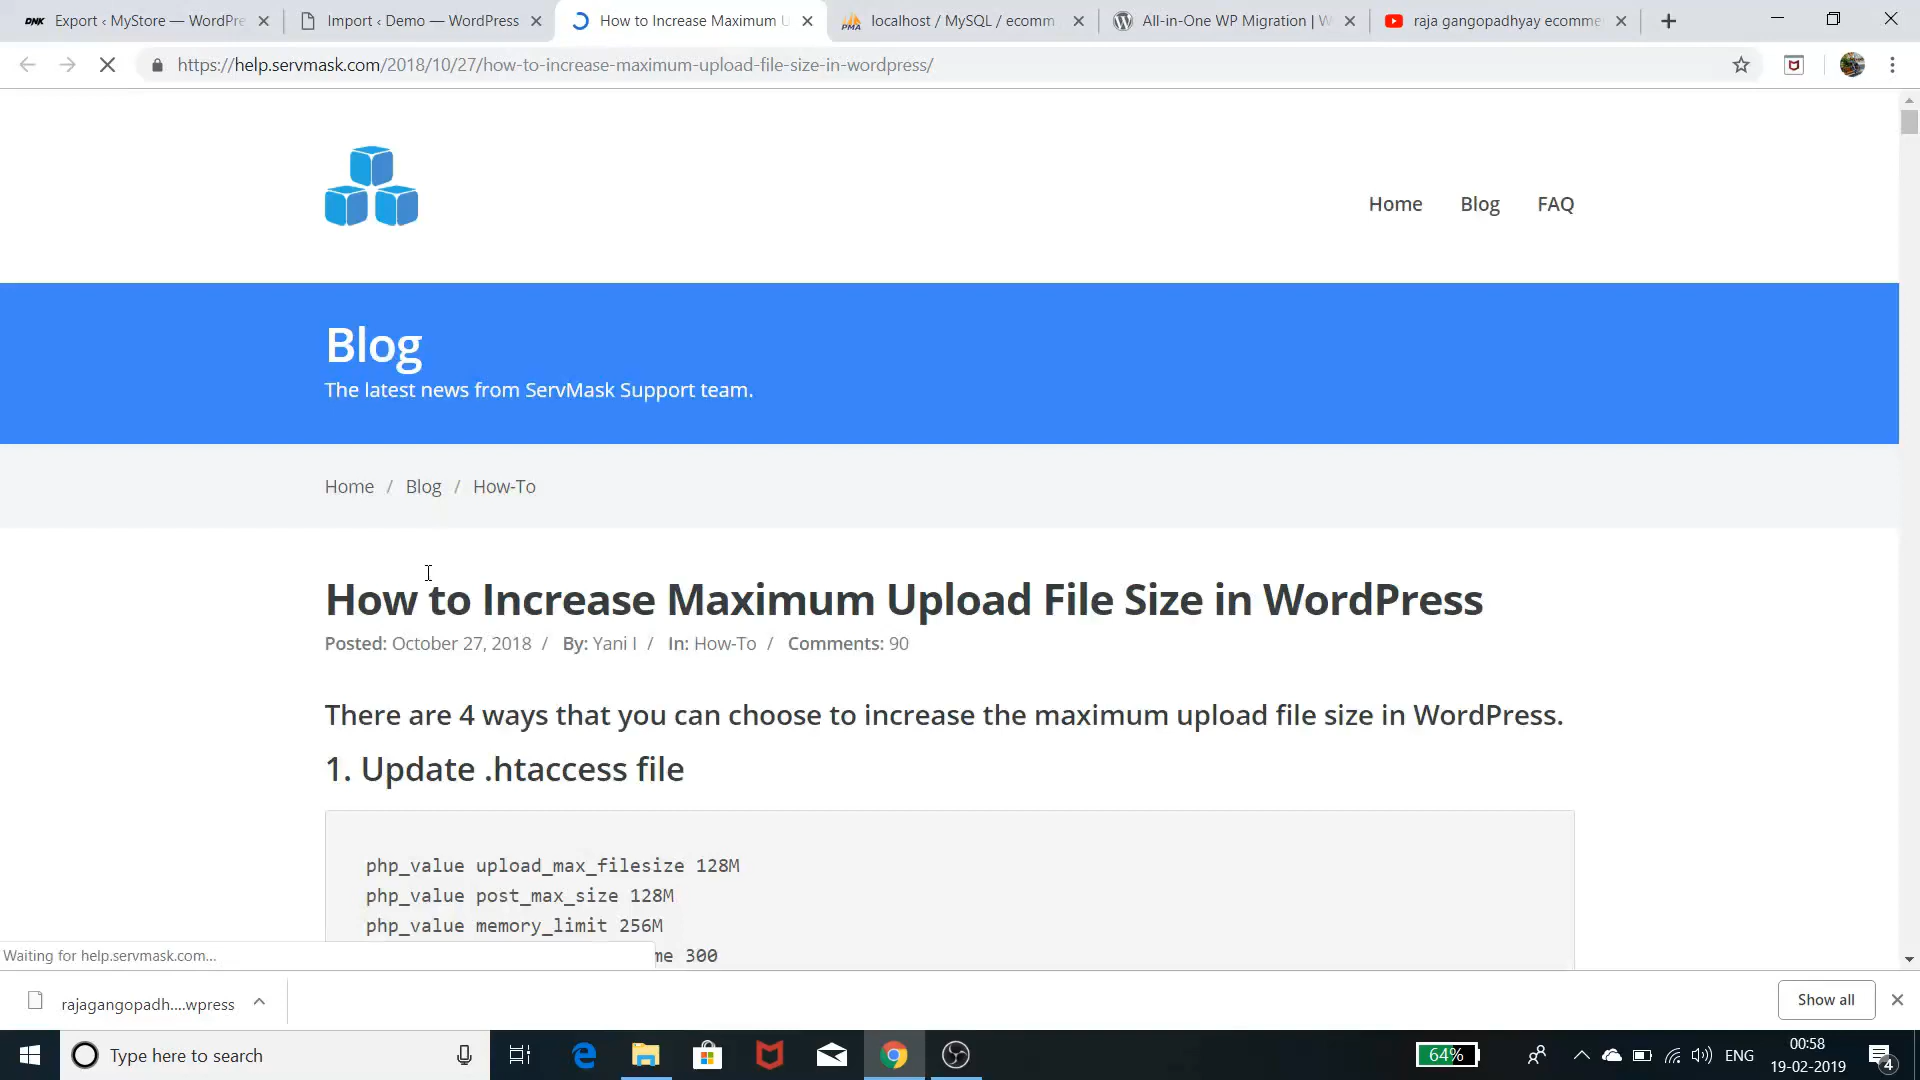 DNK Export ‹ MyStore — WordPre
Import ‹ Demo — WordPress
How to Increase Maximum U
PMA localhost / MySQL / ecomm
All-in-One WP Migration | W
raja gangopadhyay ecomme
https://help.servmask.com/2018/10/27/how-to-increase-maximum-upload-file-size-in-wordpress/
Home Blog FAQ
Blog
The latest news from ServMask Support team.
Home / Blog / How-To
How to Increase Maximum Upload File Size in WordPress
Posted: October 27, 2018 / By: Yani I / In: How-To / Comments: 90
There are 4 ways that you can choose to increase the maximum upload file size in WordPress.
1. Update .htaccess file
php_value upload_max_filesize 128M
php_value post_max_size 128M
php_value memory_limit 256M
me 300
Waiting for help.servmask.com...
rajagangopadh....wpress
Show all
Type here to search
64%
ENG
00:58
19-02-2019
4